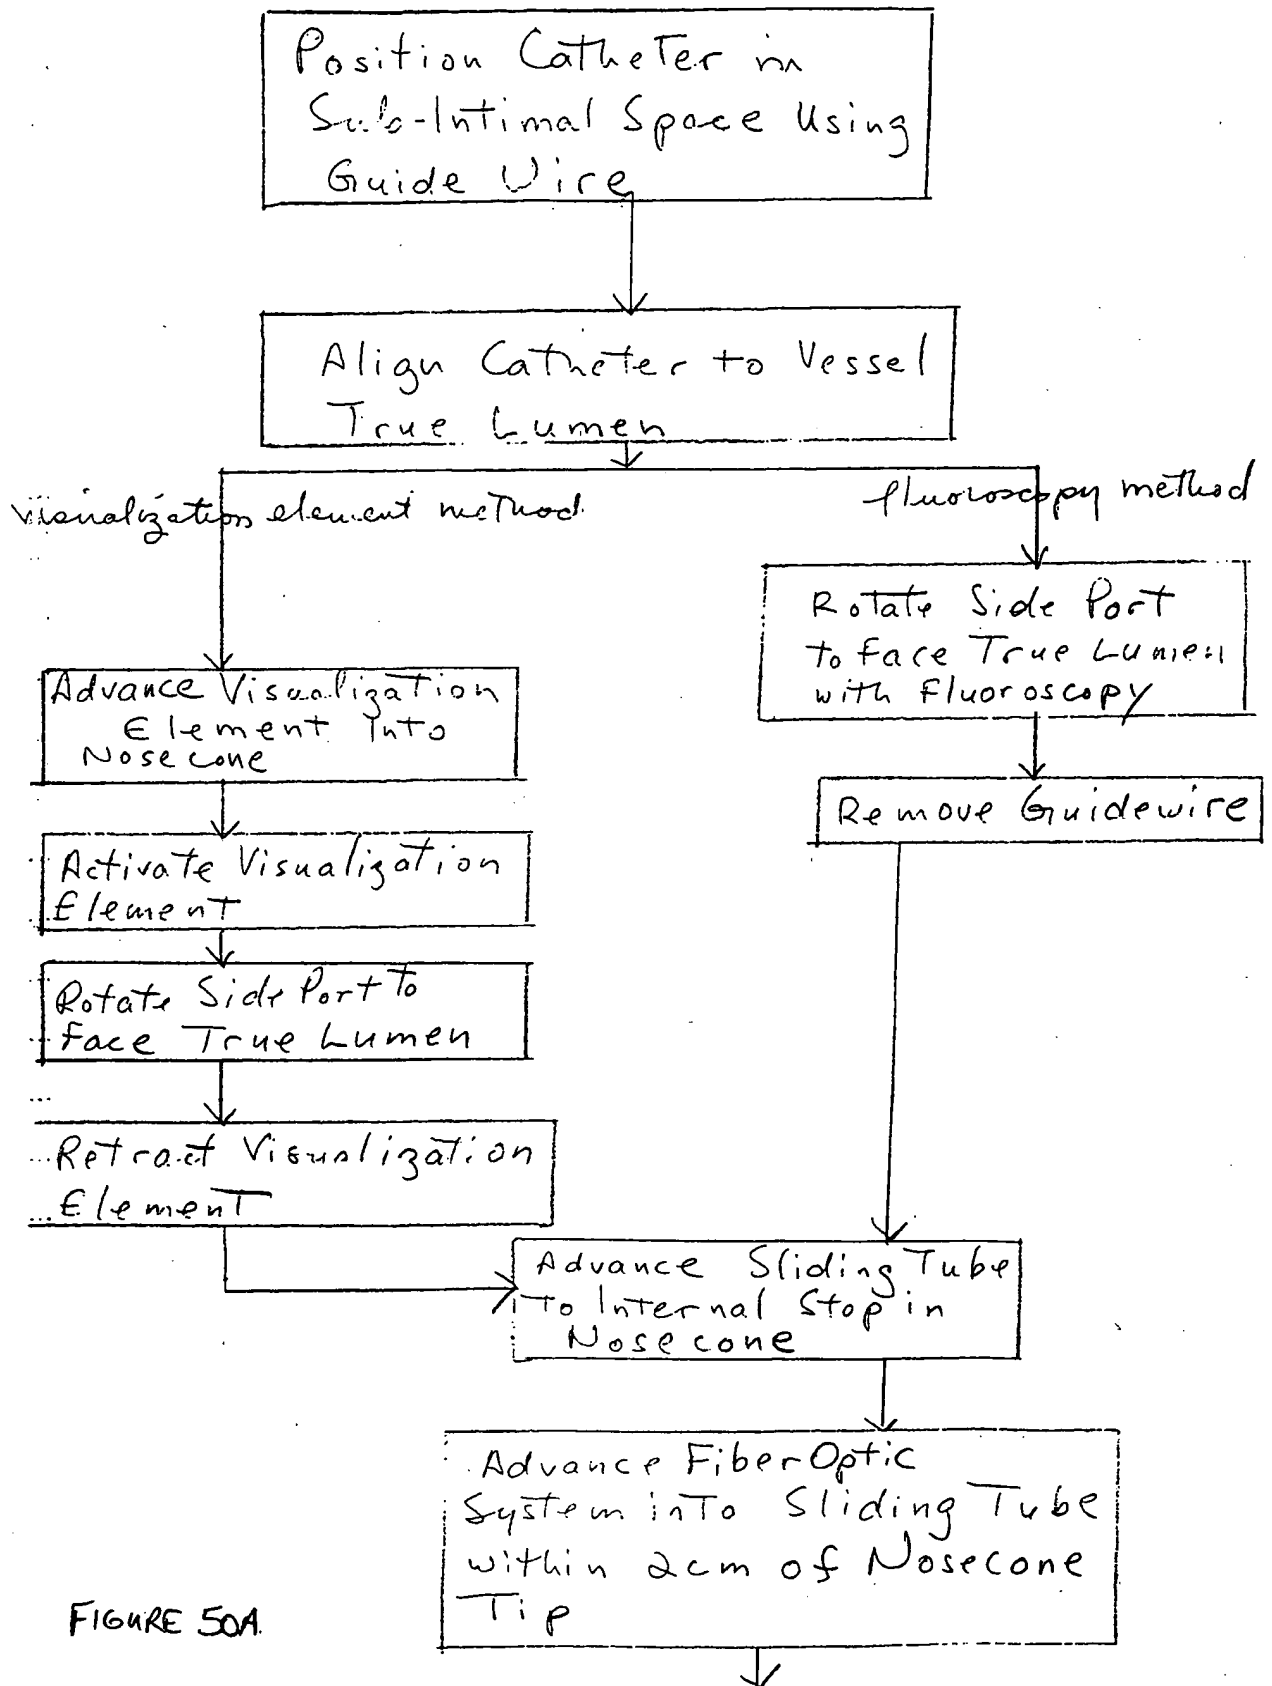 Position Catheter in
Sub-Intimal Space Using
Guide Wire
Align Catheter to Vessel
True Lumen
visualization element method
fluoroscopy method
Rotate Side Port
to Face True Lumen
with Fluoroscopy
Remove Guidewire
Advance Visualization
Element Into
Nosecone
Activate Visualization
Element
Rotate Side Port To
Face True Lumen
Retract Visualization
Element
Advance Sliding Tube
To Internal Stop in
Nosecone
Advance Fiber Optic
System into Sliding Tube
within 2cm of Nosecone
Tip
FIGURE 50A